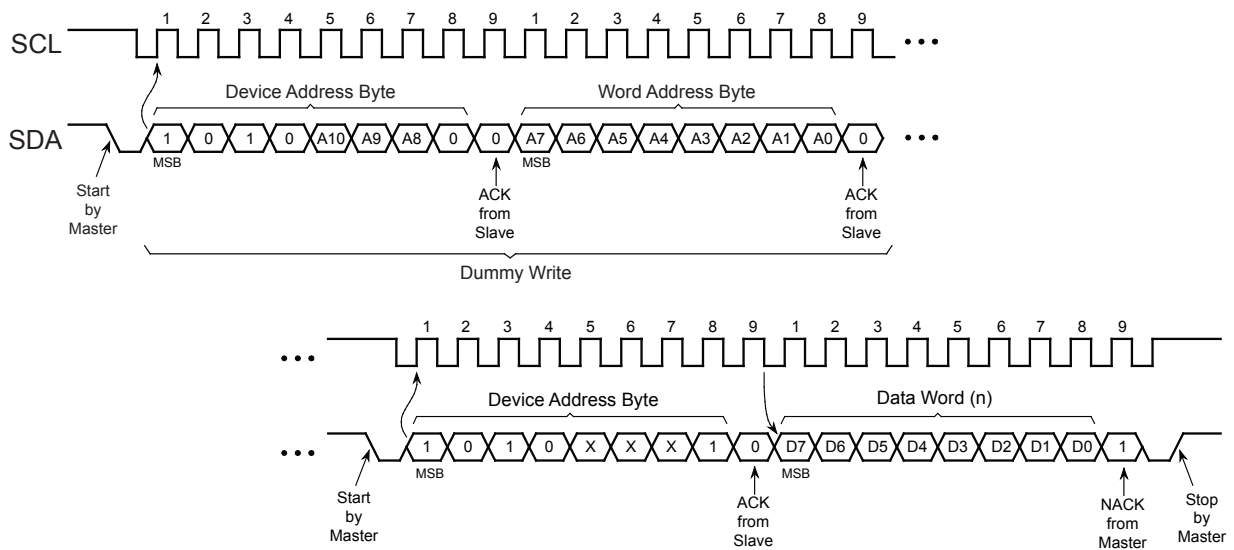 1 2 3 4 5 6 7 8 9 1 2 3 4 5 6 7 8 9
SCL
Device Address Byte Word Address Byte
SDA 1 0 1 0 A10 A9 A8 0 0 A7 A6 A5 A4 A3 A2 A1 A0 0
MSB MSB
Start
by
Master
ACK
from
Slave
ACK
from
Slave
Dummy Write
1 2 3 4 5 6 7 8 9 1 2 3 4 5 6 7 8 9
Device Address Byte Data Word (n)
1 0 1 0 X X X 1 0 D7 D6 D5 D4 D3 D2 D1 D0 1
MSB MSB
Start
by
Master
ACK
from
Slave
NACK
from
Master
Stop
by
Master